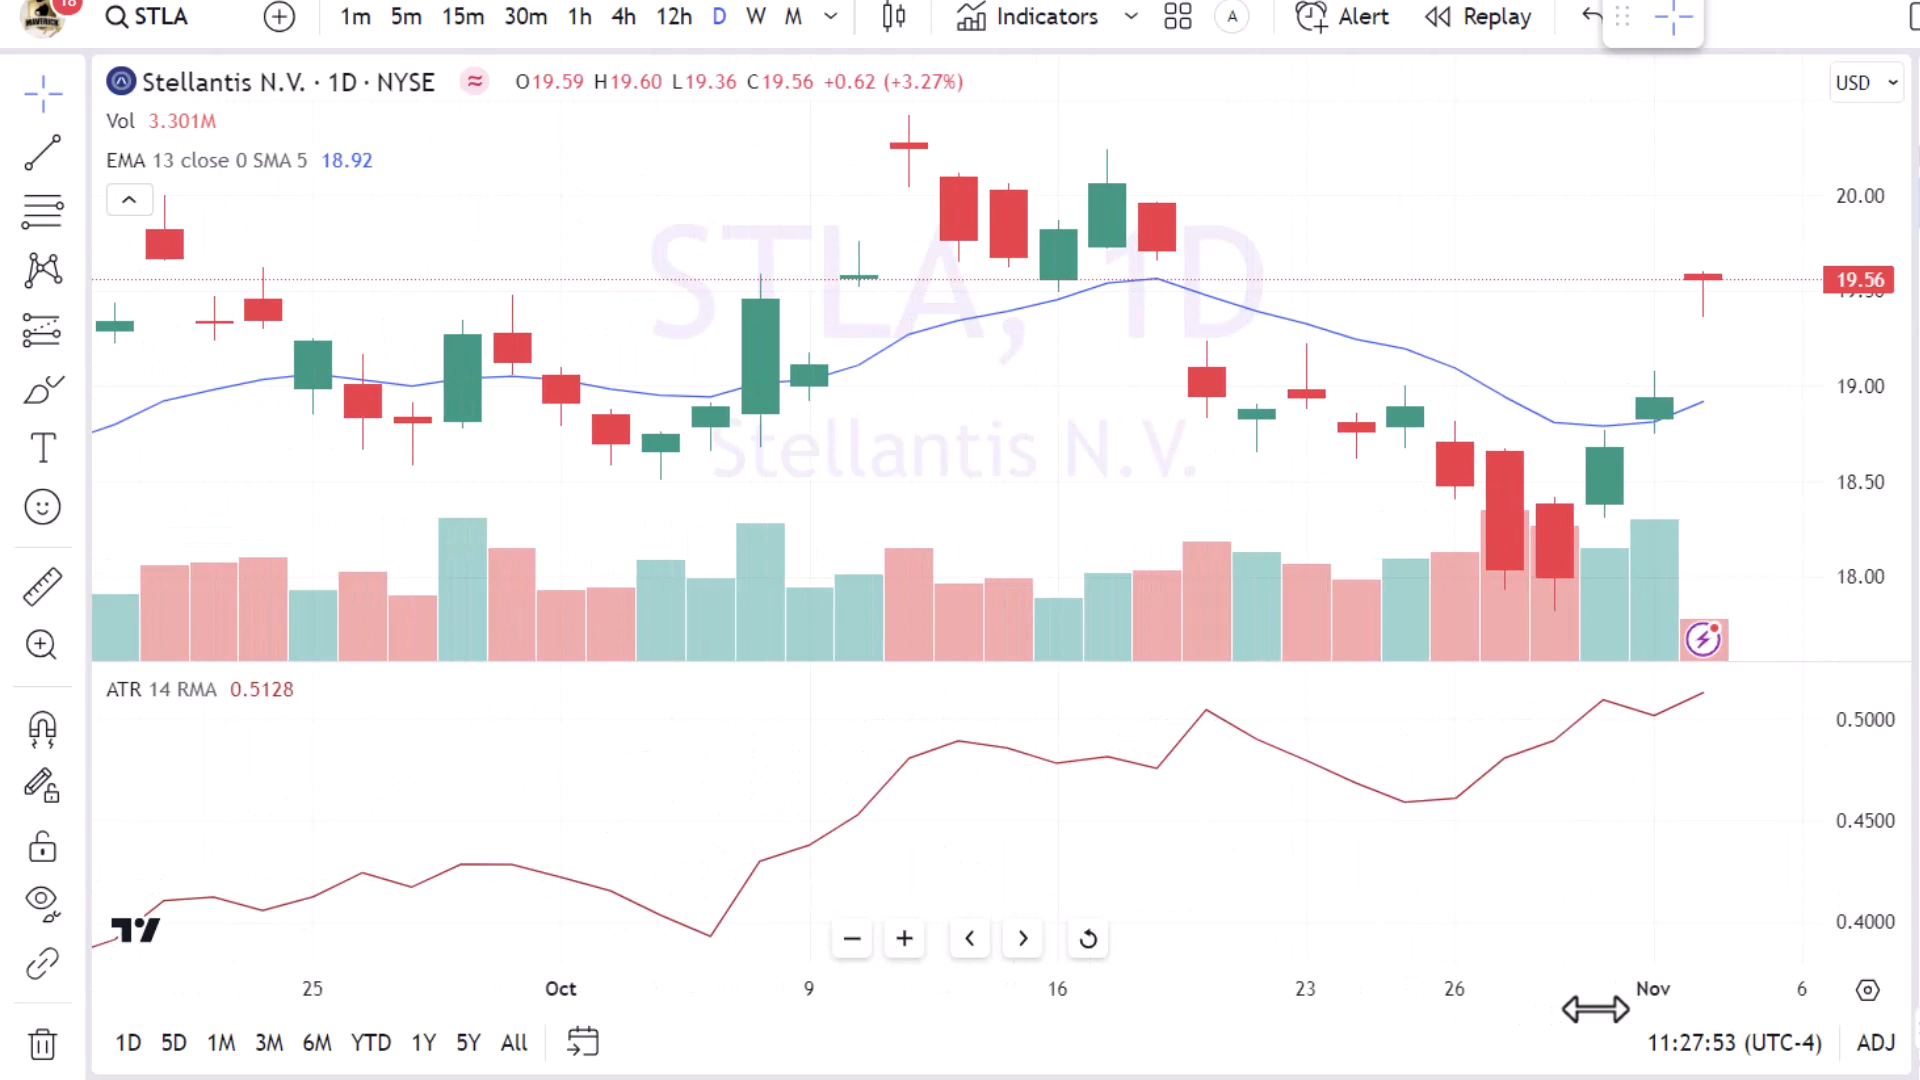 18
MAVERICK
STLA
1m 5m 15m 30m 1h 4h 12h D W M
Indicators
A
Alert
Replay
Stellantis N.V. · 1D · NYSE ≈ O19.59 H19.60 L19.36 C19.56 +0.62 (+3.27%)
USD
Vol 3.301M
EMA 13 close 0 SMA 5 18.92
STLA, 1D
Stellantis N.V.
20.00
19.56
19.50
19.00
18.50
18.00
ATR 14 RMA 0.5128
0.5000
0.4500
0.4000
25 Oct 9 16 23 26 Nov 6
1D 5D 1M 3M 6M YTD 1Y 5Y All
11:27:53 (UTC-4) ADJ